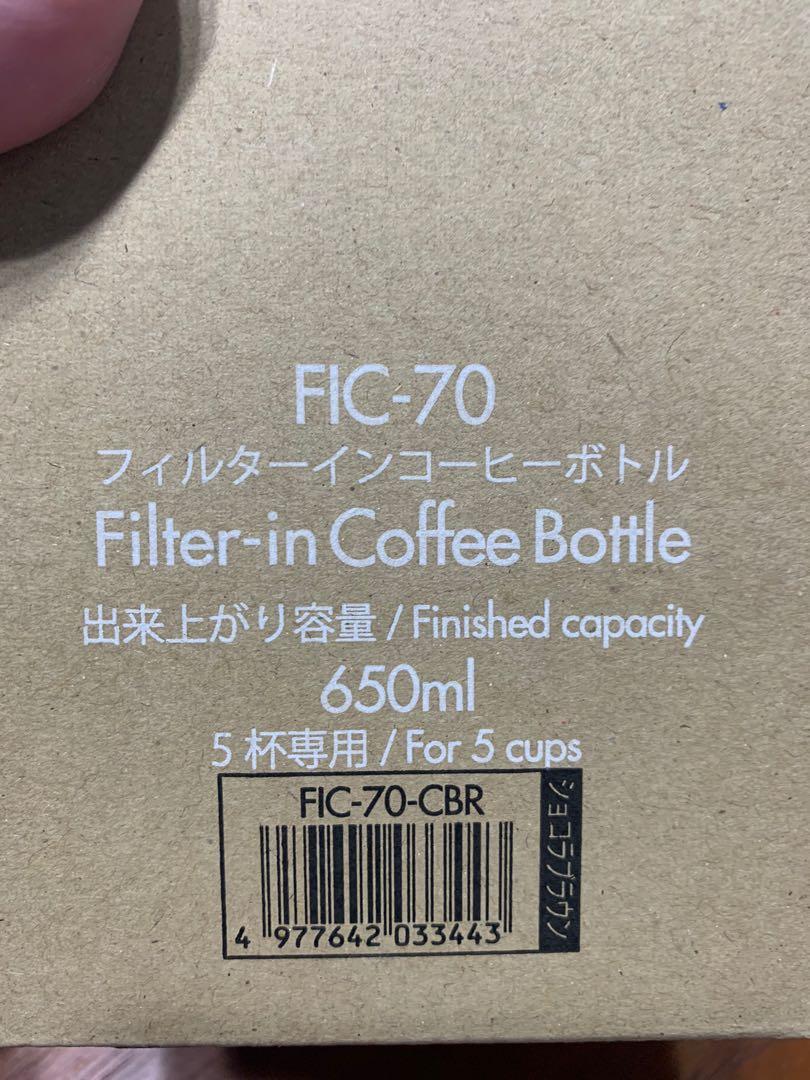 FIC-70
フィルターインコーヒーボトル
Filter-in Coffee Bottle
出来上がり容量 / Finished capacity
650ml
5杯専用 / For 5 cups
FIC-70-CBR
4 977642 033443
ショコラブラウン